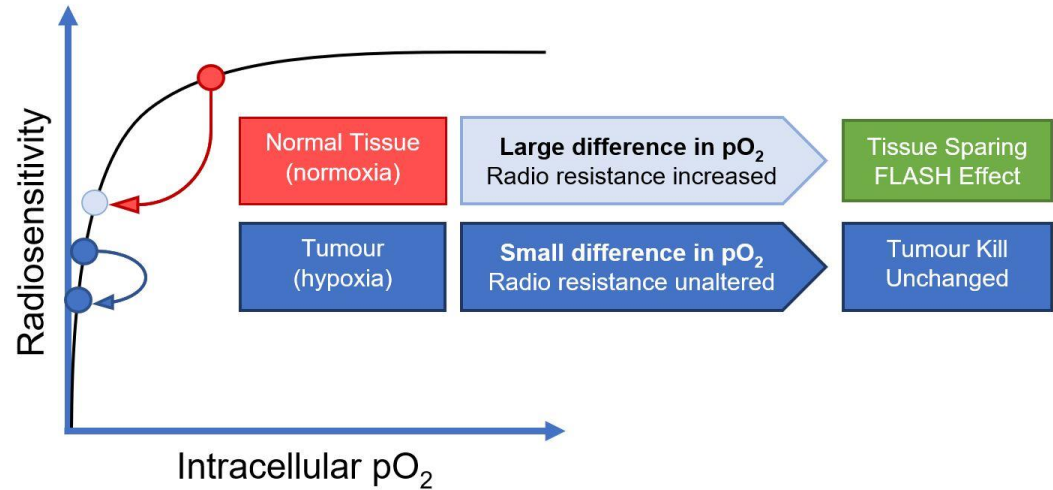 Radiosensitivity
Normal Tissue
(normoxia)
Large difference in pO₂
Radio resistance increased
Tissue Sparing
FLASH Effect
Tumour
(hypoxia)
Small difference in pO₂
Radio resistance unaltered
Tumour Kill
Unchanged
Intracellular pO₂